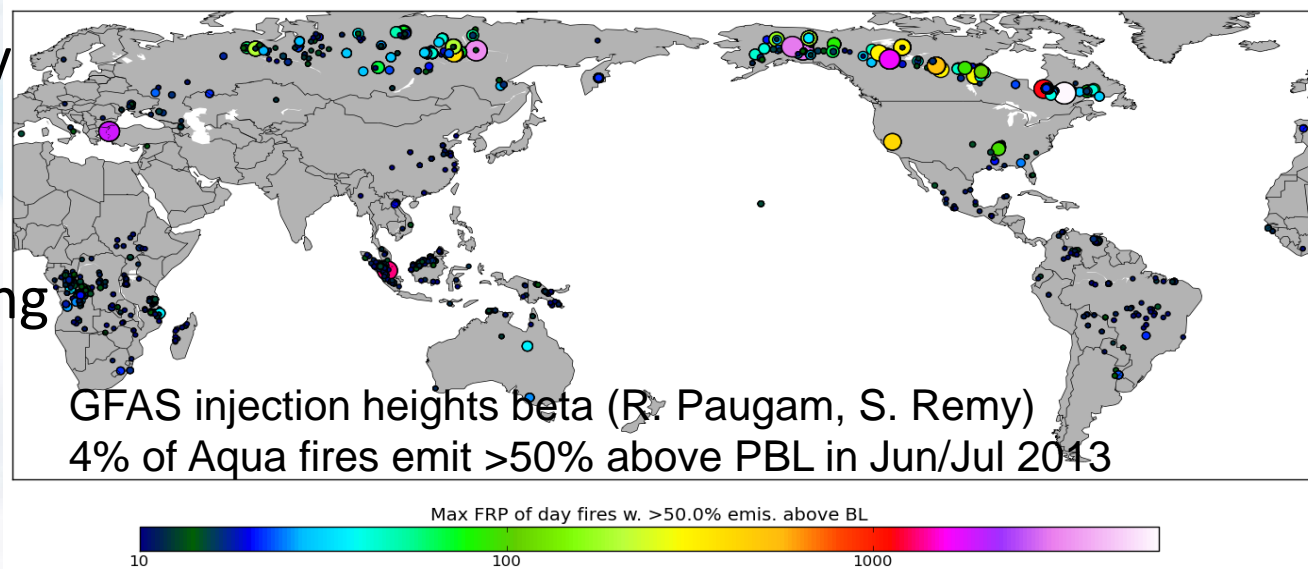 y
ng
GFAS injection heights beta (R. Paugam, S. Remy)
4% of Aqua fires emit >50% above PBL in Jun/Jul 2013
Max FRP of day fires w. >50.0% emis. above BL
10 100 1000